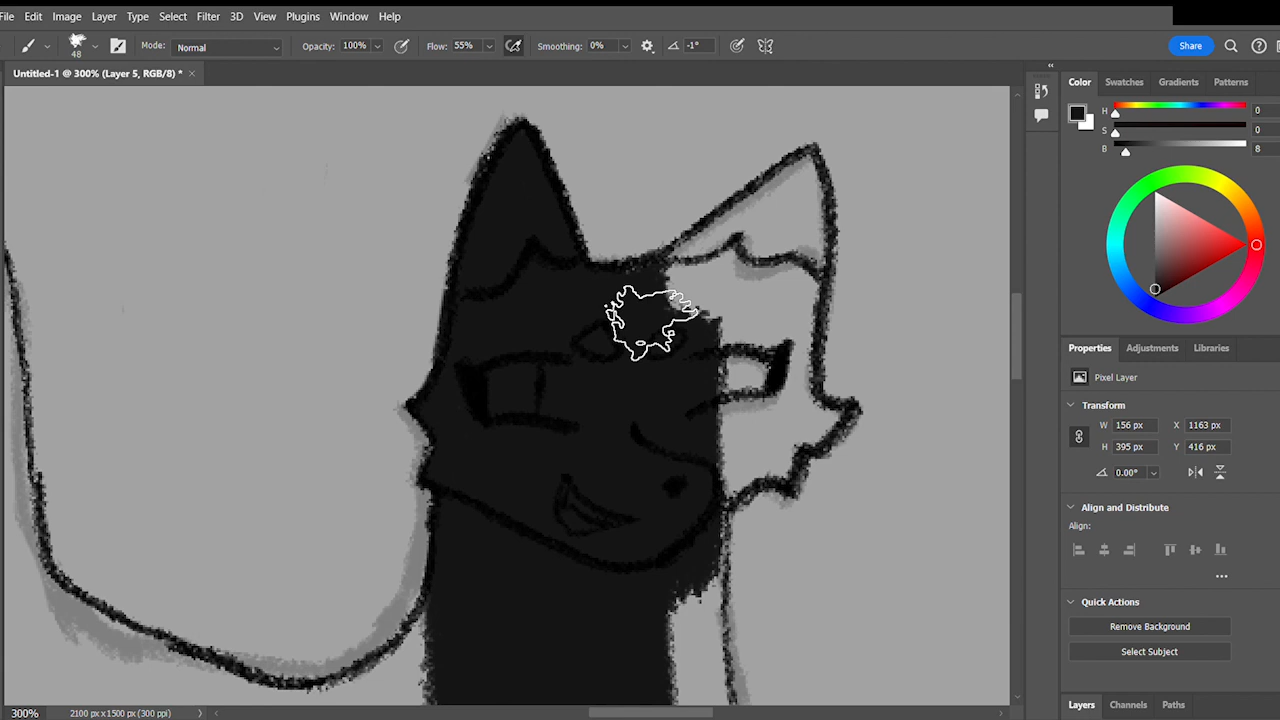 File Edit Image Layer Type Select Filter 3D View Plugins Window Help
48 Mode: Normal Opacity: 100% Flow: 55% Smoothing: 0% -1° Share
Untitled-1 @ 300% (Layer 5, RGB/8) * ×
Color Swatches Gradients Patterns
H 0
S 0
B 8
Properties Adjustments Libraries
Pixel Layer
Transform
W 156 px X 1163 px
H 395 px Y 416 px
0.00°
Align and Distribute
Align:
Quick Actions
Remove Background
Select Subject
Layers Channels Paths
300% 2100 px x 1500 px (300 ppi)